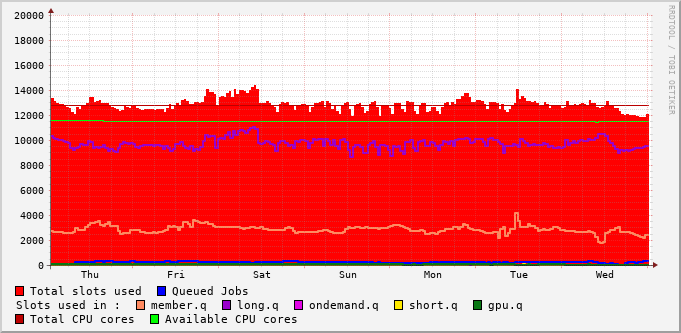 20000
18000
16000
14000
12000
10000
8000
6000
4000
2000
0
Thu Fri Sat Sun Mon Tue Wed
RRDTOOL / TOBI OETIKER
Total slots used Queued Jobs
Slots used in : member.q long.q ondemand.q short.q gpu.q
Total CPU cores Available CPU cores